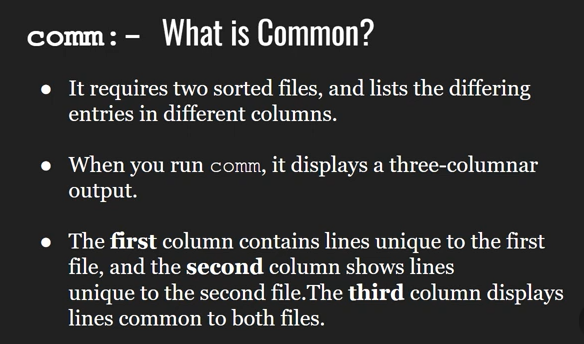 comm:– What is Common?
● It requires two sorted files, and lists the differing
entries in different columns.
● When you run comm, it displays a three-columnar
output.
● The first column contains lines unique to the first
file, and the second column shows lines
unique to the second file.The third column displays
lines common to both files.